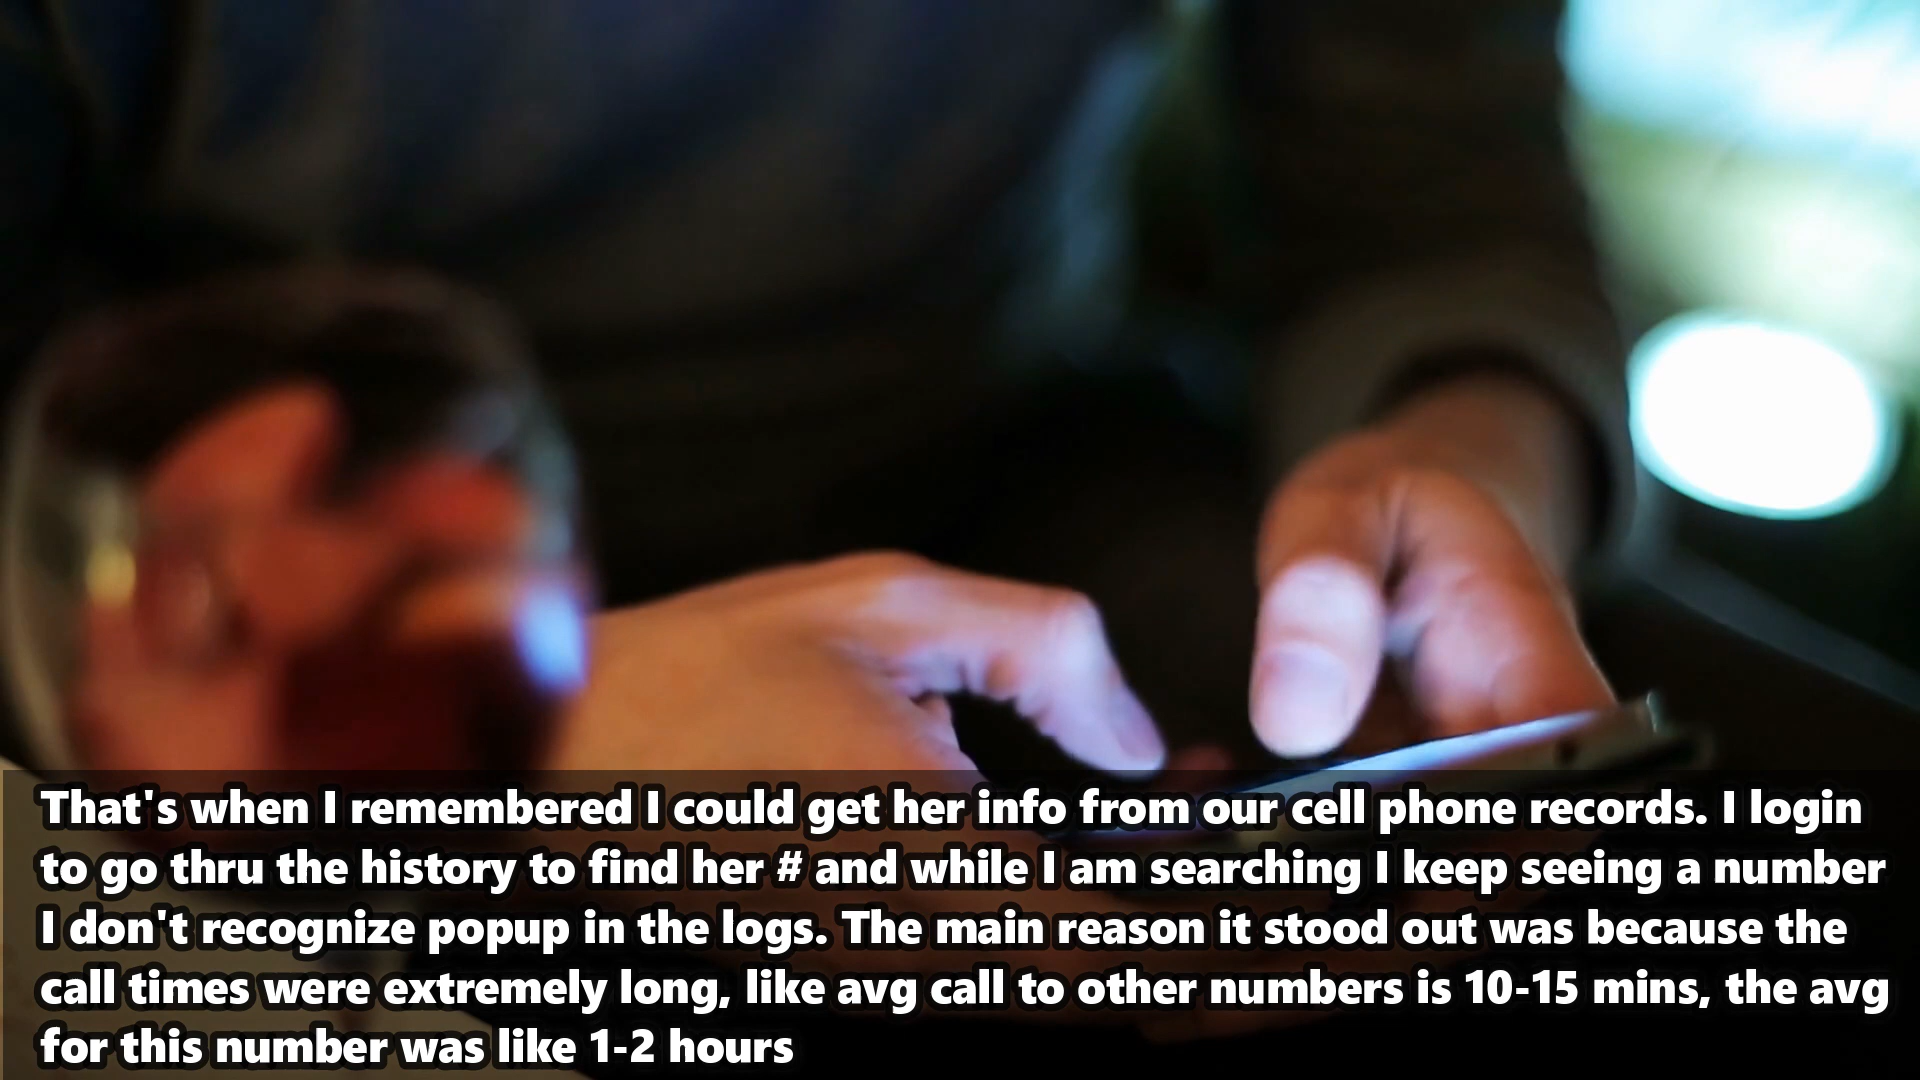 That's when I remembered I could get her info from our cell phone records. I login
to go thru the history to find her # and while I am searching I keep seeing a number
I don't recognize popup in the logs. The main reason it stood out was because the
call times were extremely long, like avg call to other numbers is 10-15 mins, the avg
for this number was like 1-2 hours